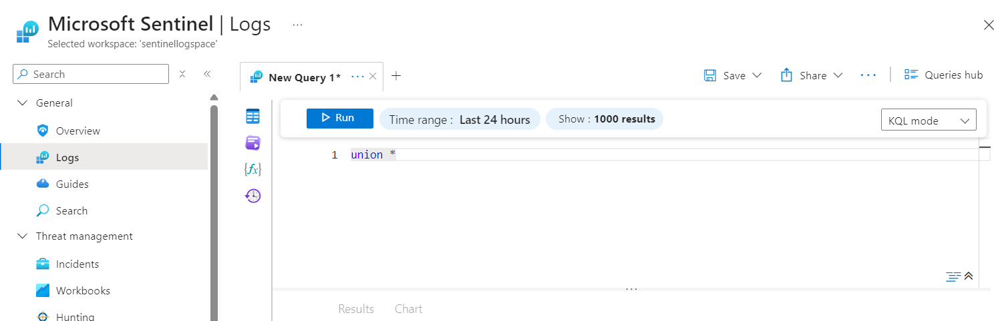 Microsoft Sentinel | Logs ...
Selected workspace: 'sentinellogspace'
Search
New Query 1*
Save
Share
Queries hub
General
Overview
Logs
Guides
Search
Threat management
Incidents
Workbooks
Hunting
Run
Time range : Last 24 hours
Show : 1000 results
KQL mode
1 union *
{fx}
Results
Chart